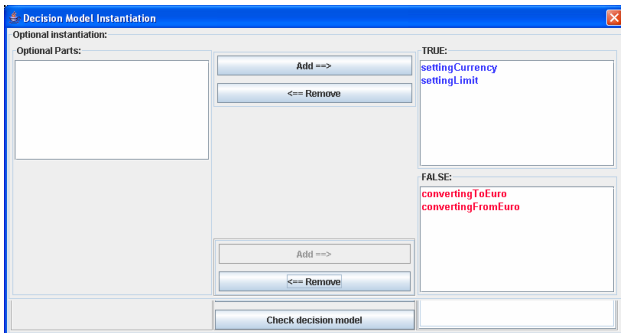 Decision Model Instantiation
Optional instantiation:
Optional Parts:
Add ==>
<== Remove
TRUE:
settingCurrency
settingLimit
FALSE:
convertingToEuro
convertingFromEuro
Add ==>
<== Remove
Check decision model